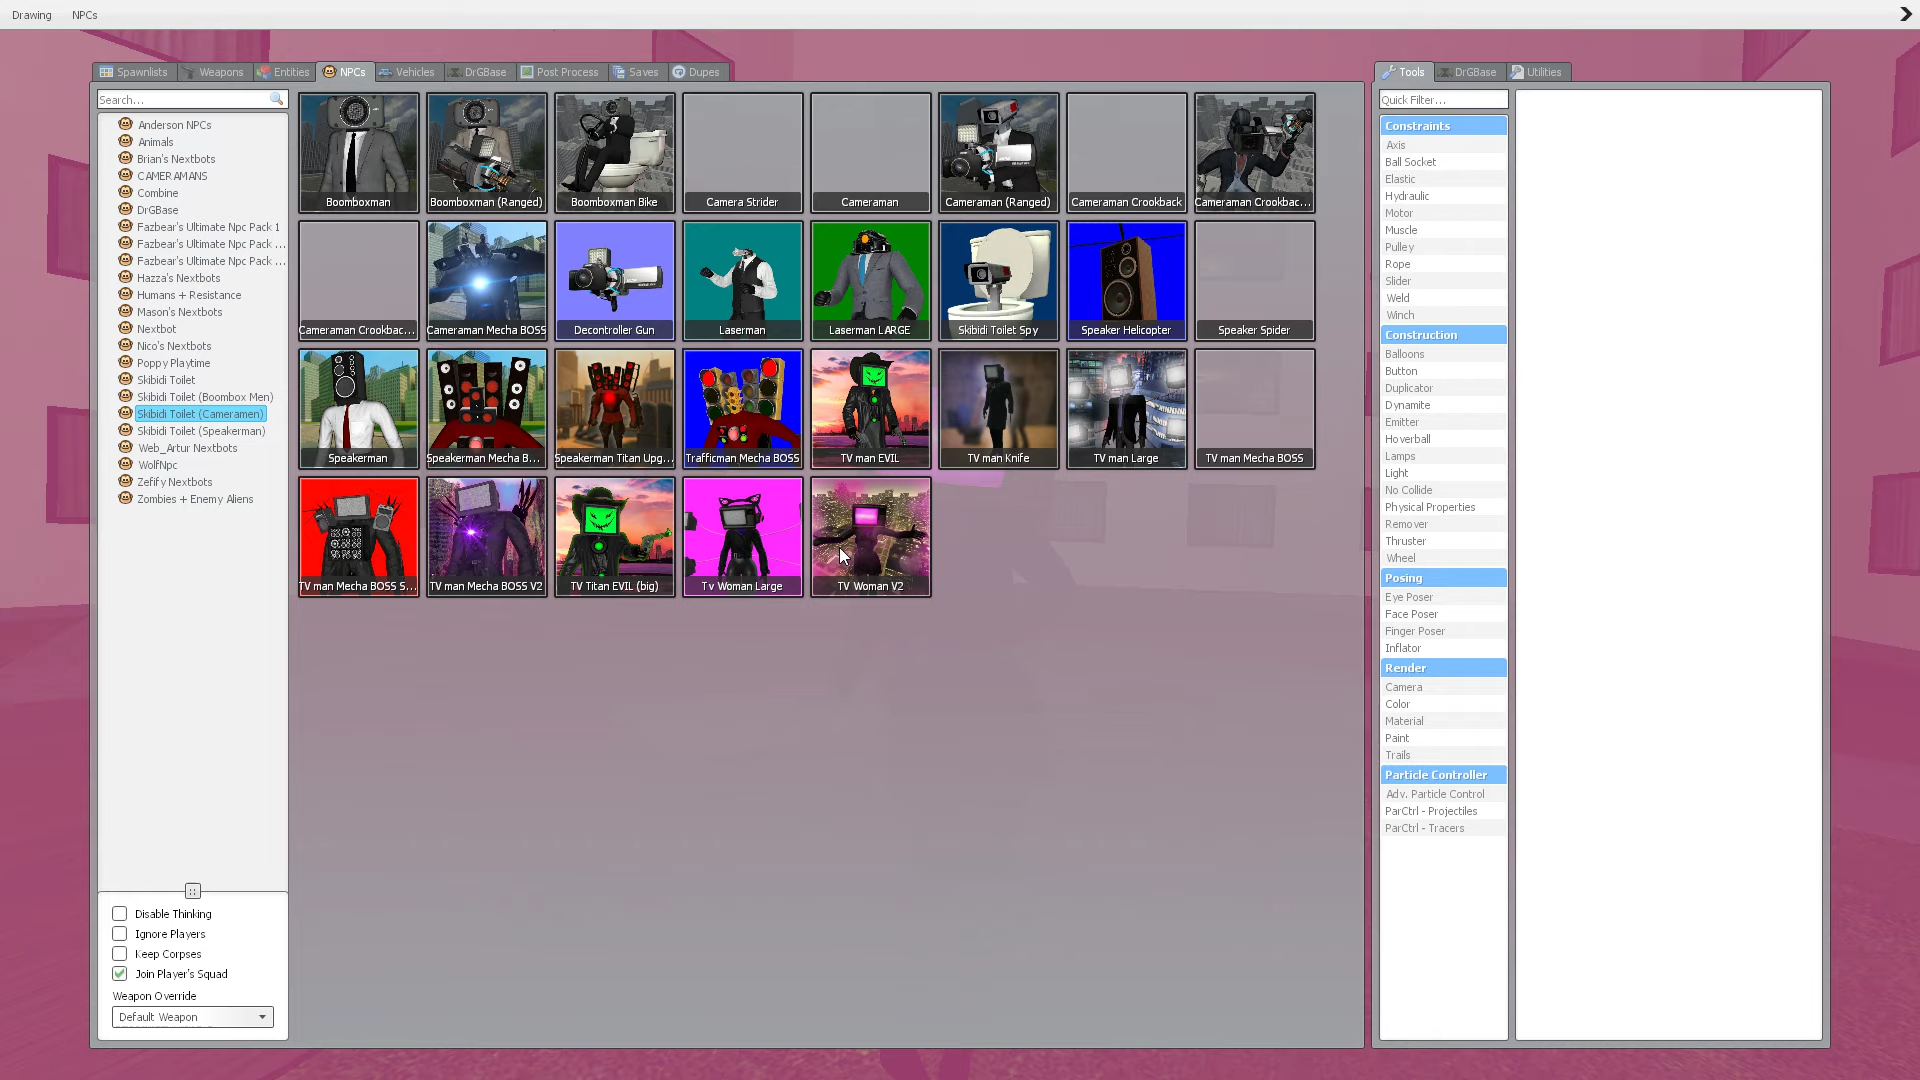 Drawing NPCs
Spawnlists Weapons Entities NPCs Vehicles DrGBase Post Process Saves Dupes
Search...
Anderson NPCs
Animals
Brian's Nextbots
CAMERAMANS
Combine
DrGBase
Fazbear's Ultimate Npc Pack 1
Fazbear's Ultimate Npc Pack ...
Fazbear's Ultimate Npc Pack ...
Hazza's Nextbots
Humans + Resistance
Mason's Nextbots
Nextbot
Nico's Nextbots
Poppy Playtime
Skibidi Toilet
Skibidi Toilet (Boombox Men)
Skibidi Toilet (Cameramen)
Skibidi Toilet (Speakerman)
Web_Artur Nextbots
WolfNpc
Zefify Nextbots
Zombies + Enemy Aliens
Disable Thinking
Ignore Players
Keep Corpses
Join Player's Squad
Weapon Override
Default Weapon
Boomboxman Boomboxman (Ranged) Boomboxman Bike Camera Strider Cameraman Cameraman (Ranged) Cameraman Crookback Cameraman Crookbac...
Cameraman Crookbac... Cameraman Mecha BOSS Decontroller Gun Laserman Laserman LARGE Skibidi Toilet Spy Speaker Helicopter Speaker Spider
Speakerman Speakerman Mecha B... Speakerman Titan Upg... Trafficman Mecha BOSS TV man EVIL TV man Knife TV man Large TV man Mecha BOSS
TV man Mecha BOSS S... TV man Mecha BOSS V2 TV Titan EVIL (big) Tv Woman Large TV Woman V2
Tools DrGBase Utilities
Quick Filter...
Constraints
Axis
Ball Socket
Elastic
Hydraulic
Motor
Muscle
Pulley
Rope
Slider
Weld
Winch
Construction
Balloons
Button
Duplicator
Dynamite
Emitter
Hoverball
Lamps
Light
No Collide
Physical Properties
Remover
Thruster
Wheel
Posing
Eye Poser
Face Poser
Finger Poser
Inflator
Render
Camera
Color
Material
Paint
Trails
Particle Controller
Adv. Particle Control
ParCtrl - Projectiles
ParCtrl - Tracers